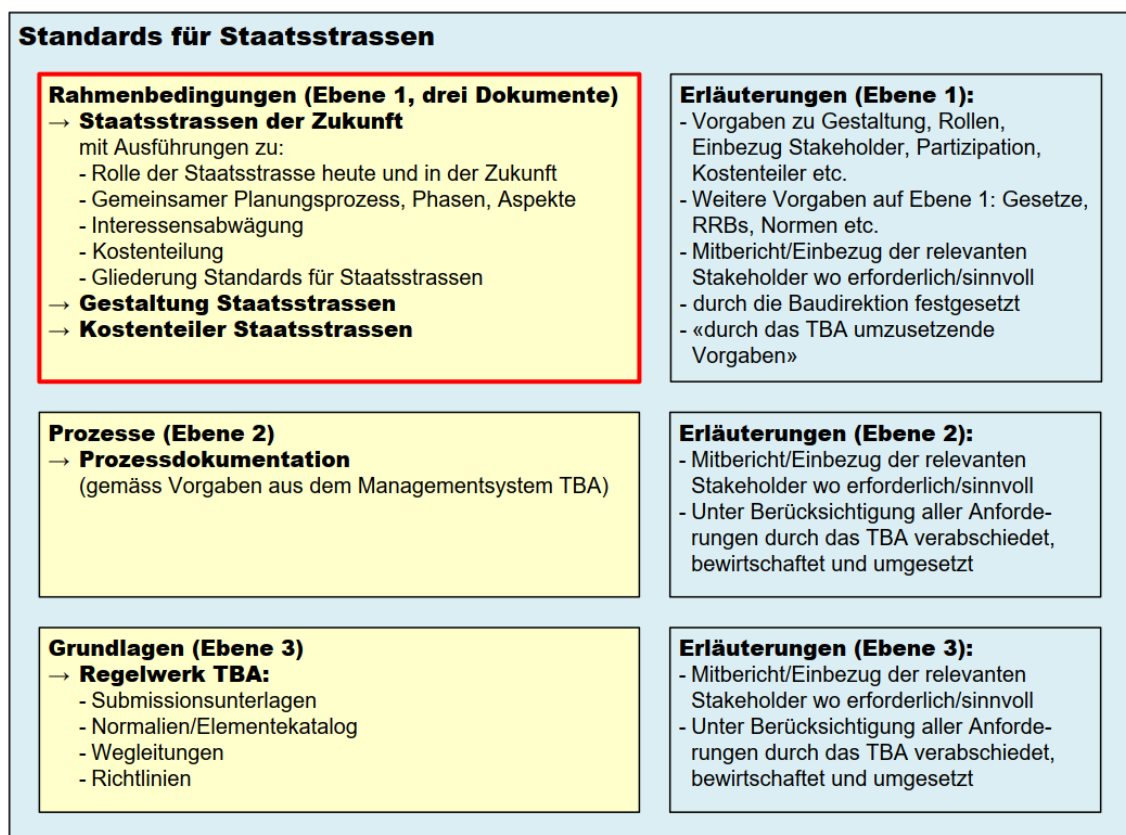 Standards für Staatsstrassen
Rahmenbedingungen (Ebene 1, drei Dokumente)
→ Staatsstrassen der Zukunft
mit Ausführungen zu:
- Rolle der Staatsstrasse heute und in der Zukunft
- Gemeinsamer Planungsprozess, Phasen, Aspekte
- Interessensabwägung
- Kostenteilung
- Gliederung Standards für Staatsstrassen
→ Gestaltung Staatsstrassen
→ Kostenteiler Staatsstrassen
Erläuterungen (Ebene 1):
- Vorgaben zu Gestaltung, Rollen,
Einbezug Stakeholder, Partizipation,
Kostenteiler etc.
- Weitere Vorgaben auf Ebene 1: Gesetze,
RRBs, Normen etc.
- Mitbericht/Einbezug der relevanten
Stakeholder wo erforderlich/sinnvoll
- durch die Baudirektion festgesetzt
- «durch das TBA umzusetzende
Vorgaben»
Prozesse (Ebene 2)
→ Prozessdokumentation
(gemäss Vorgaben aus dem Managementsystem TBA)
Erläuterungen (Ebene 2):
- Mitbericht/Einbezug der relevanten
Stakeholder wo erforderlich/sinnvoll
- Unter Berücksichtigung aller Anforde-
rungen durch das TBA verabschiedet,
bewirtschaftet und umgesetzt
Grundlagen (Ebene 3)
→ Regelwerk TBA:
- Submissionsunterlagen
- Normalien/Elementekatalog
- Wegleitungen
- Richtlinien
Erläuterungen (Ebene 3):
- Mitbericht/Einbezug der relevanten
Stakeholder wo erforderlich/sinnvoll
- Unter Berücksichtigung aller Anforde-
rungen durch das TBA verabschiedet,
bewirtschaftet und umgesetzt